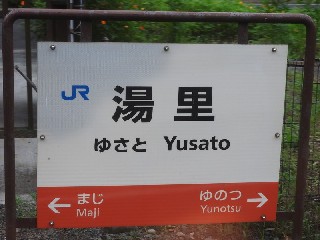 JR
湯里
ゆさと Yusato
← まじ
Maji
ゆのつ →
Yunotsu